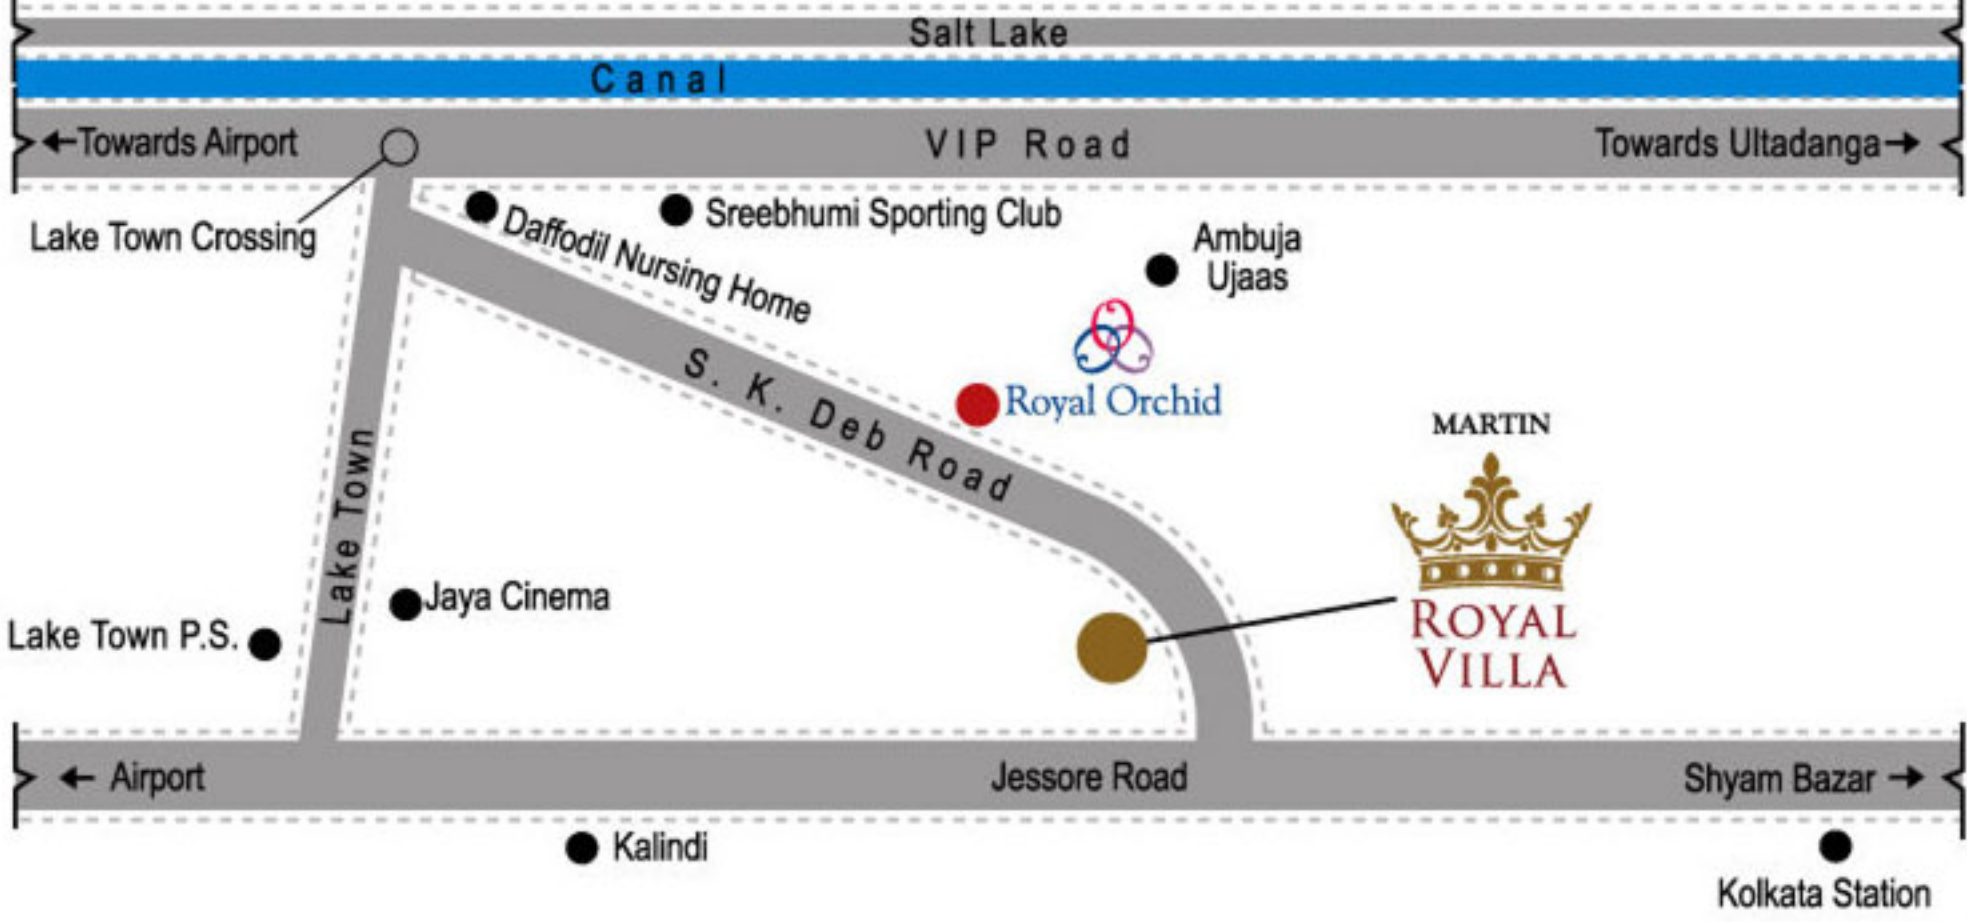 Salt Lake
Canal
←Towards Airport
VIP Road
Towards Ultadanga→
Lake Town Crossing
Daffodil Nursing Home
Sreebhumi Sporting Club
Ambuja
Ujaas
Royal Orchid
S. K. Deb Road
MARTIN
ROYAL
VILLA
Lake Town
Jaya Cinema
Lake Town P.S.
← Airport
Jessore Road
Shyam Bazar →
Kalindi
Kolkata Station